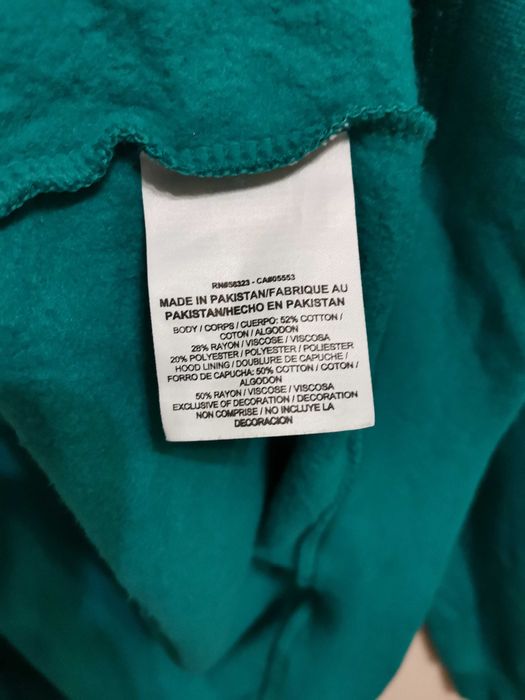 RN#56323 - CA#05553
MADE IN PAKISTAN/FABRIQUE AU
PAKISTAN/HECHO EN PAKISTAN
BODY / CORPS / CUERPO: 52% COTTON /
COTON / ALGODON
28% RAYON / VISCOSE / VISCOSA
20% POLYESTER / POLYESTER / POLIESTER
HOOD LINING / DOUBLURE DE CAPUCHE /
FORRO DE CAPUCHA: 50% COTTON / COTON /
ALGODON
50% RAYON / VISCOSE / VISCOSA
EXCLUSIVE OF DECORATION / DECORATION
NON COMPRISE / NO INCLUYE LA
DECORACION